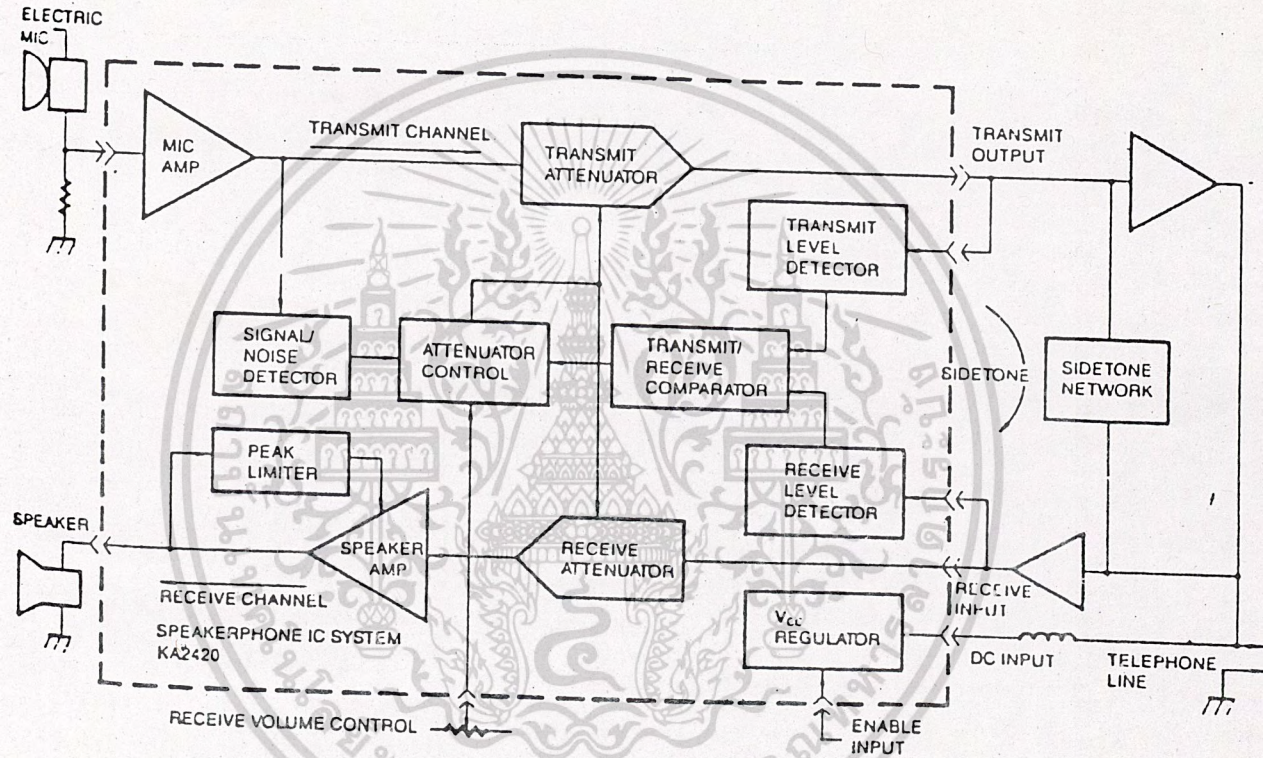 ELECTRIC
MIC
MIC
AMP
TRANSMIT CHANNEL
TRANSMIT
ATTENUATOR
TRANSMIT
OUTPUT
TRANSMIT
LEVEL
DETECTOR
SIGNAL/
NOISE
DETECTOR
ATTENUATOR
CONTROL
TRANSMIT/
RECEIVE
COMPARATOR
SIDETONE
SIDETONE
NETWORK
PEAK
LIMITER
RECEIVE
LEVEL
DETECTOR
SPEAKER
SPEAKER
AMP
RECEIVE
ATTENUATOR
RECEIVE
INPUT
RECEIVE CHANNEL
SPEAKERPHONE IC SYSTEM
KA2420
VCC
REGULATOR
DC INPUT
TELEPHONE
LINE
RECEIVE VOLUME CONTROL
ENABLE
INPUT